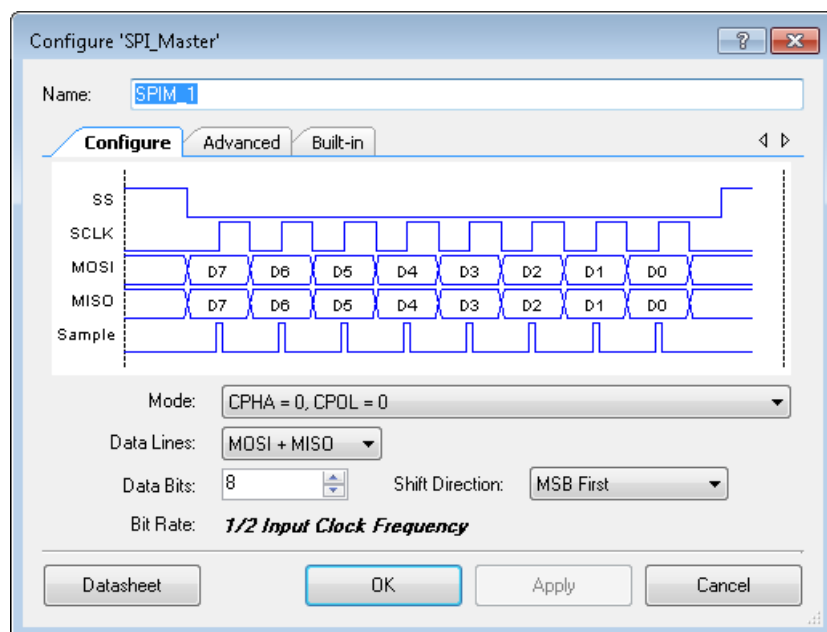 Configure 'SPI_Master'
Name: SPIM_1
Configure Advanced Built-in
SS
SCLK
MOSI D7 D6 D5 D4 D3 D2 D1 D0
MISO D7 D6 D5 D4 D3 D2 D1 D0
Sample
Mode: CPHA = 0, CPOL = 0
Data Lines: MOSI + MISO
Data Bits: 8 Shift Direction: MSB First
Bit Rate: 1/2 Input Clock Frequency
Datasheet OK Apply Cancel